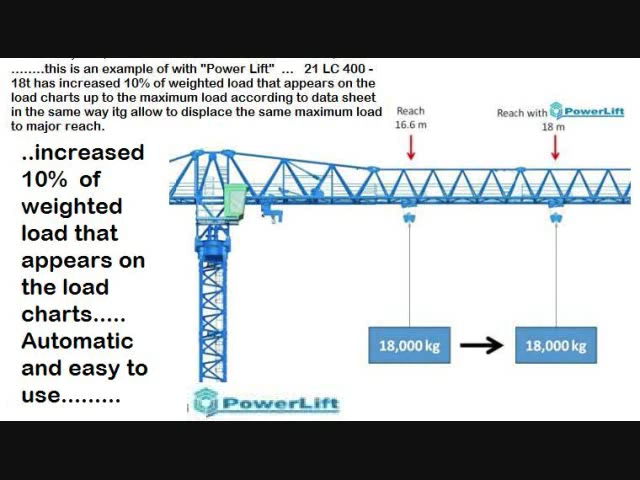 ........this is an example of with "Power Lift" ... 21 LC 400 -
18t has increased 10% of weighted load that appears on the
load charts up to the maximum load according to data sheet
in the same way itg allow to displace the same maximum load
to major reach.
..increased
10% of
weighted
load that
appears on
the load
charts.....
Automatic
and easy to
use.........
Reach
16.6 m
Reach with PowerLift
18 m
18,000 kg
18,000 kg
PowerLift